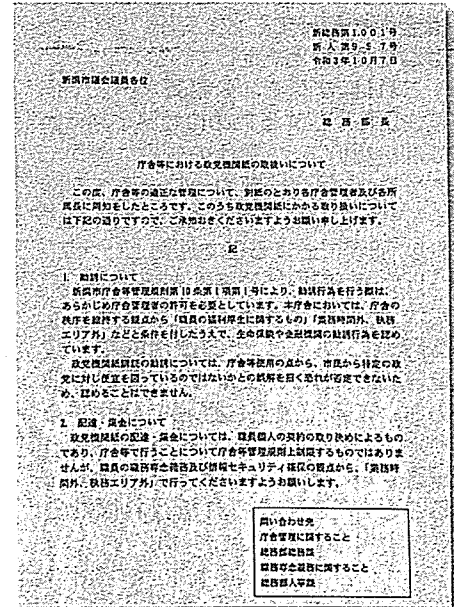 新総務第1001号
新人第957号
令和3年10月7日
新潟市議会議員各位
総務部長
庁舎等における政党機関紙の取扱いについて
この度、庁舎等の適正な管理について、別紙のとおり各庁舎管理者及び各所
属長に周知をしたところです。このうち政党機関紙にかかる取り扱いについて
は下記の通りですので、ご承知おきくださいますようお願い申し上げます。
記
1. 勧誘について
新潟市庁舎等管理規則第10条第1項第1号により、勧誘行為を行う際は、
あらかじめ庁舎管理者の許可を必要としています。本庁舎においては、庁舎の
秩序を維持する観点から「職員の福利厚生に関するもの」「業務時間外、執務
エリア外」などと条件を付したうえで、生命保険や金融機関の勧誘行為を認め
ています。
政党機関紙購読の勧誘については、庁舎等使用の点から、市民から特定の政
党に対し便宜を図っているのではないかとの誤解を招く恐れが否定できないた
め、認めることはできません。
2. 配達・集金について
政党機関紙の配達・集金については、職員個人の契約の取り決めによるもの
であり、庁舎等で行うことについて庁舎等管理規則上制限するものではありま
せんが、職員の職務専念義務及び情報セキュリティ確保の観点から、「業務時
間外、執務エリア外」で行ってくださいますようお願いします。
問い合わせ先
庁舎管理に関すること
総務部総務課
職務専念義務に関すること
総務部人事課